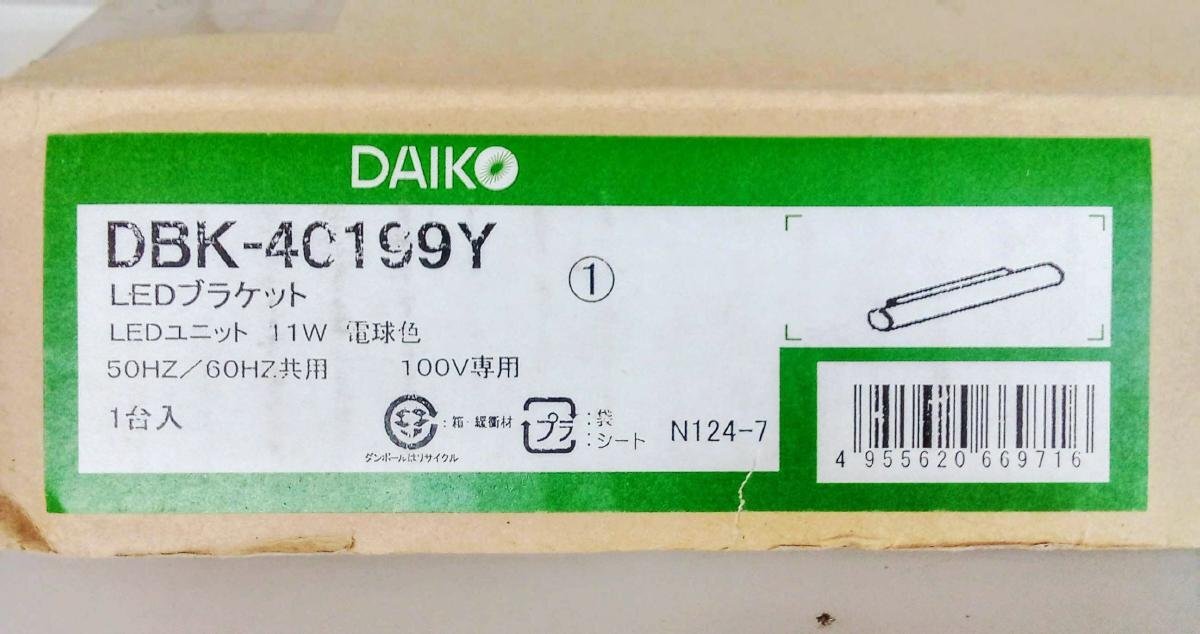 DAIKO
DBK-40199Y
①
LEDブラケット
LEDユニット 11W 電球色
50HZ/60HZ共用 100V専用
1台入
:箱・緩衝材
ダンボールはリサイクル
プラ
:袋
:シート
N124-7
4 955620 669716